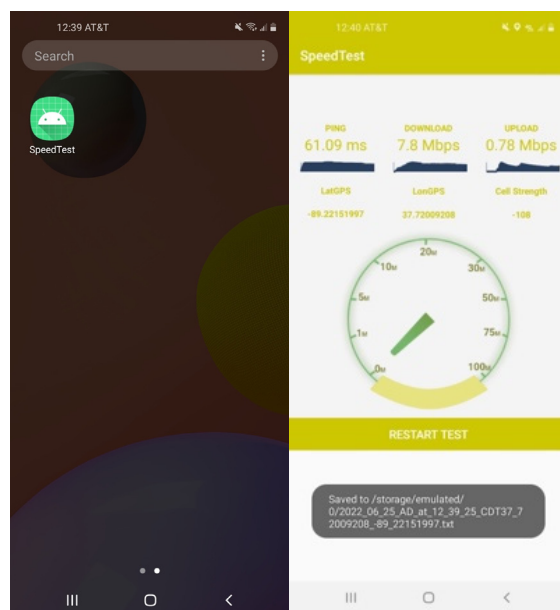 12:39 AT&T
Search
SpeedTest
12:40 AT&T
SpeedTest
PING DOWNLOAD UPLOAD
61.09 ms 7.8 Mbps 0.78 Mbps
LatGPS LonGPS Cell Strength
-89.22151997 37.72009208 -108
20M
10M 30M
5M 50M
1M 75M
0M 100M
RESTART TEST
Saved to /storage/emulated/
0/2022_06_25_AD_at_12_39_25_CDT37_7
2009208_-89_22151997.txt